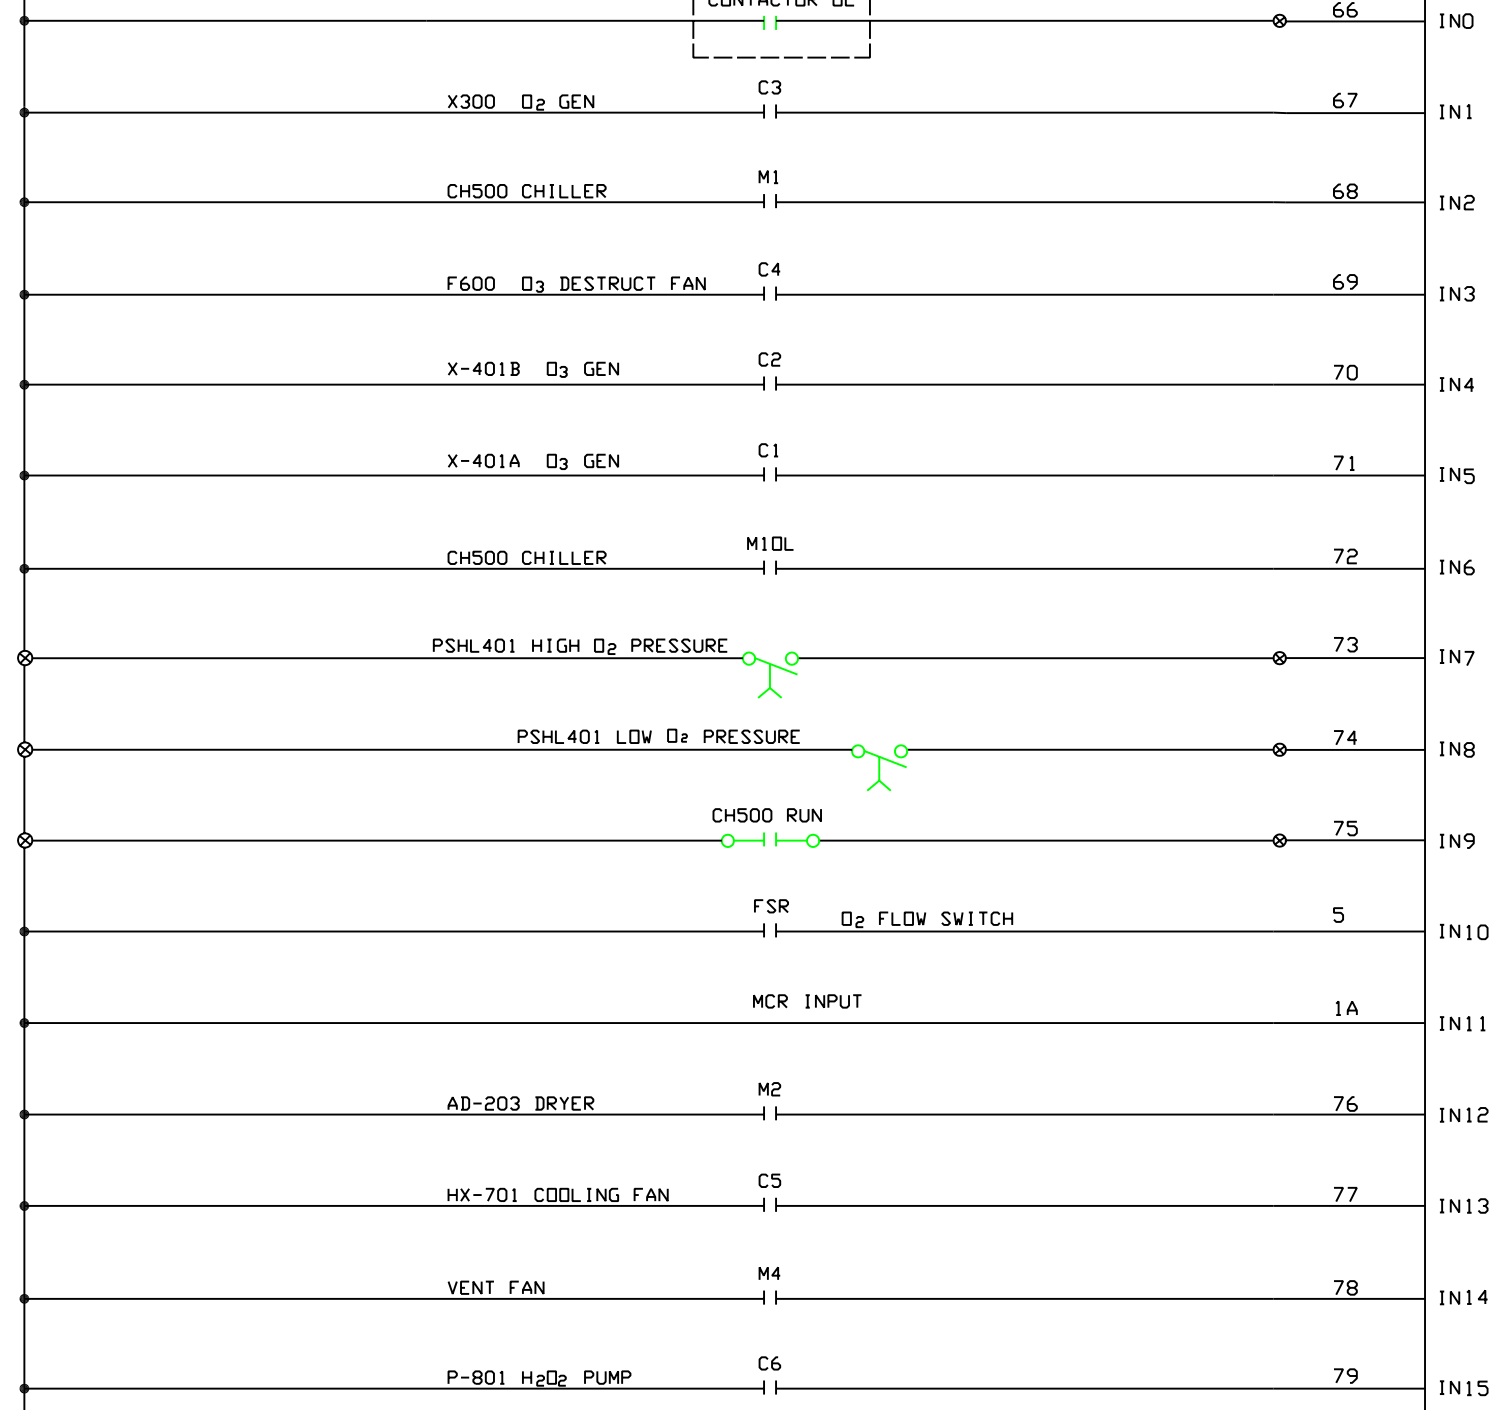 CONTACTOR OL
66 IN0
C3
X300 O2 GEN 67 IN1
M1
CH500 CHILLER 68 IN2
C4
F600 O3 DESTRUCT FAN 69 IN3
C2
X-401B O3 GEN 70 IN4
C1
X-401A O3 GEN 71 IN5
M1OL
CH500 CHILLER 72 IN6
PSHL401 HIGH O2 PRESSURE 73 IN7
PSHL401 LOW O2 PRESSURE 74 IN8
CH500 RUN 75 IN9
FSR
O2 FLOW SWITCH 5 IN10
MCR INPUT 1A IN11
M2
AD-203 DRYER 76 IN12
C5
HX-701 COOLING FAN 77 IN13
M4
VENT FAN 78 IN14
C6
P-801 H2O2 PUMP 79 IN15